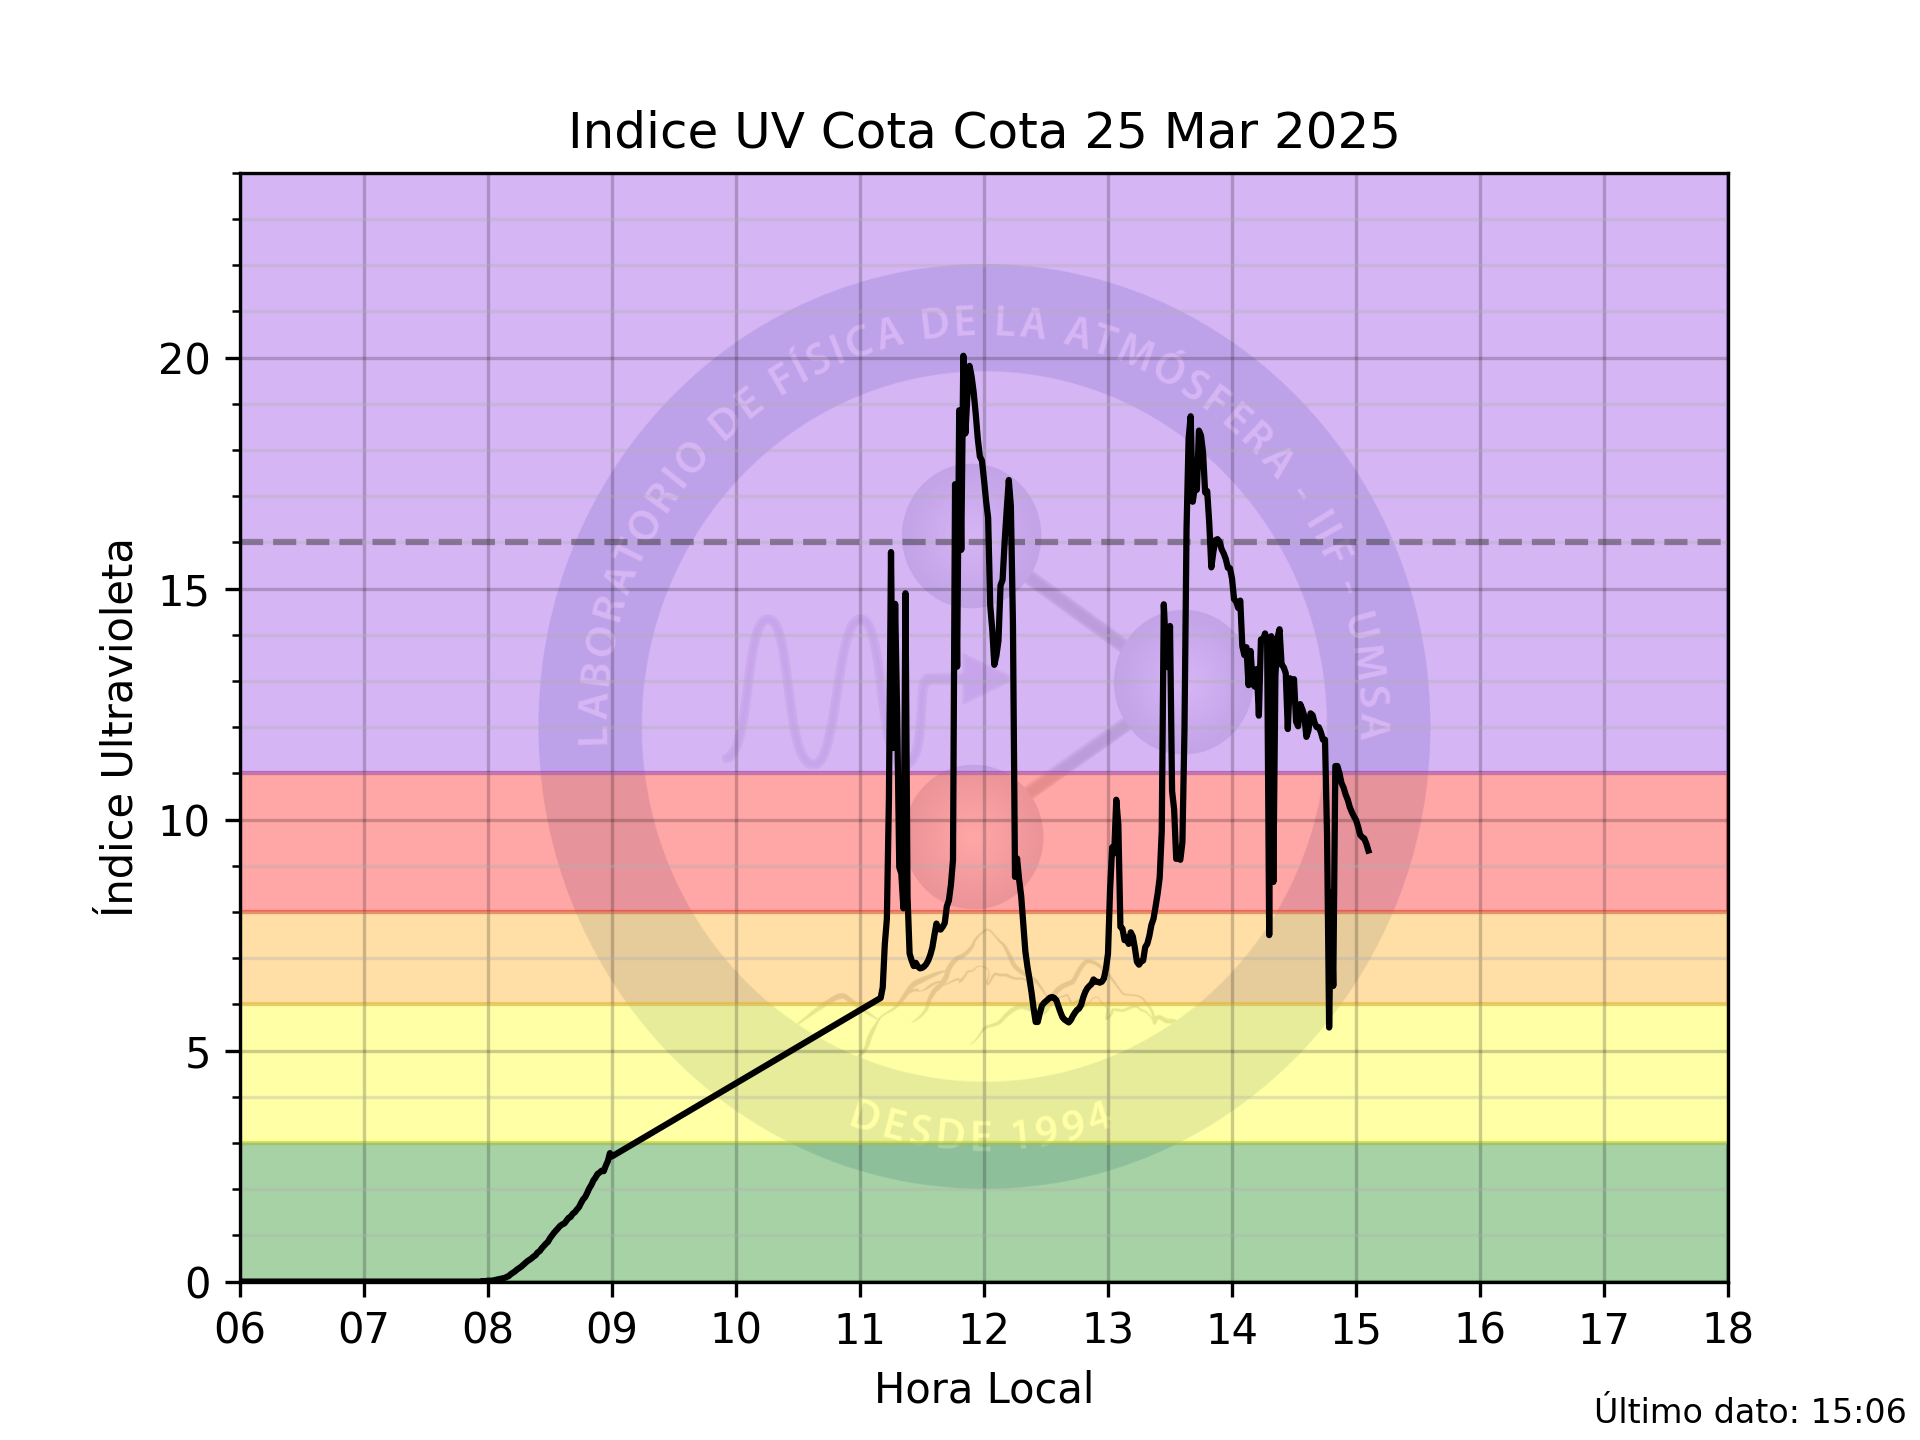 Indice UV Cota Cota 25 Mar 2025
Índice Ultravioleta
20
15
10
5
0
LABORATORIO DE FÍSICA DE LA ATMÓSFERA - IIF - UMSA
DESDE 1994
06 07 08 09 10 11 12 13 14 15 16 17 18
Hora Local
Último dato: 15:06